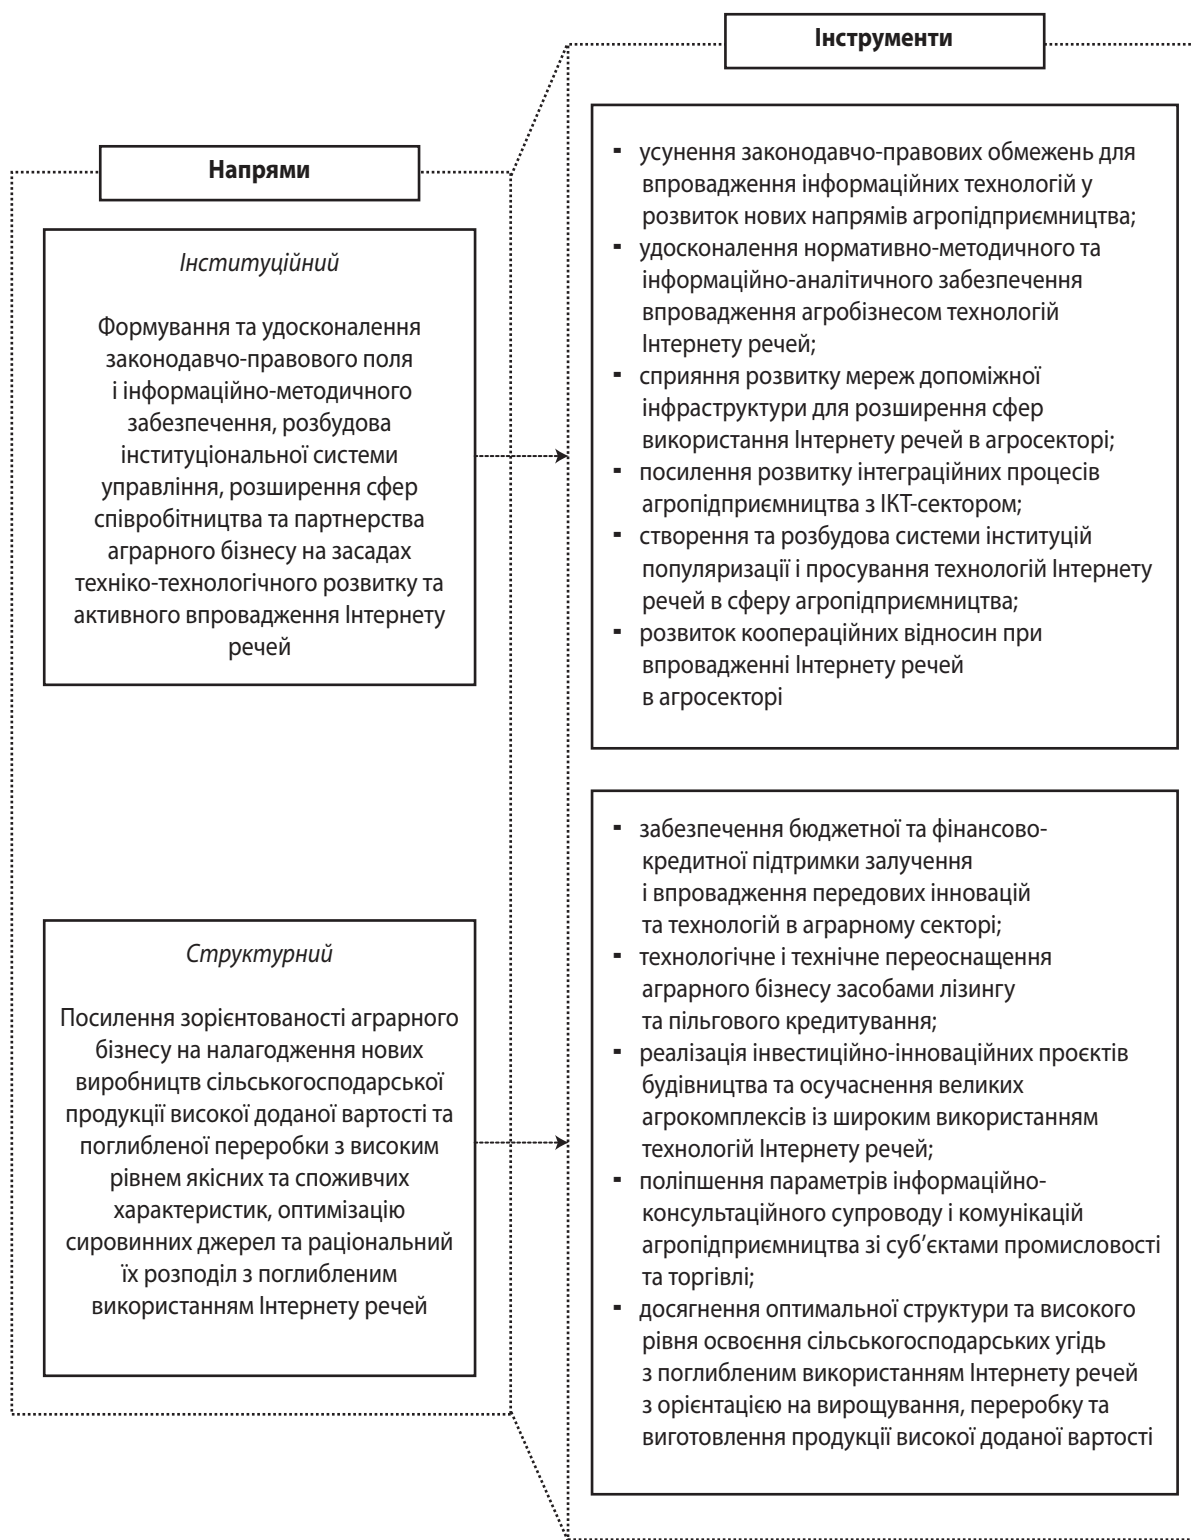 Напрями
Інституційний
Формування та удосконалення
законодавчо-правового поля
і інформаційно-методичного
забезпечення, розбудова
інституціональної системи
управління, розширення сфер
співробітництва та партнерства
аграрного бізнесу на засадах
техніко-технологічного розвитку та
активного впровадження Інтернету
речей
Структурний
Посилення зорієнтованості аграрного
бізнесу на налагодження нових
виробництв сільськогосподарської
продукції високої доданої вартості та
поглибленої переробки з високим
рівнем якісних та споживчих
характеристик, оптимізацію
сировинних джерел та раціональний
їх розподіл з поглибленим
використанням Інтернету речей
Інструменти
- усунення законодавчо-правових обмежень для
впровадження інформаційних технологій у
розвиток нових напрямів агропідприємництва;
- удосконалення нормативно-методичного та
інформаційно-аналітичного забезпечення
впровадження агробізнесом технологій
Інтернету речей;
- сприяння розвитку мереж допоміжної
інфраструктури для розширення сфер
використання Інтернету речей в агросекторі;
- посилення розвитку інтеграційних процесів
агропідприємництва з ІКТ-сектором;
- створення та розбудова системи інституцій
популяризації і просування технологій Інтернету
речей в сферу агропідприємництва;
- розвиток коопераційних відносин при
впровадженні Інтернету речей
в агросекторі
- забезпечення бюджетної та фінансово-
кредитної підтримки залучення
і впровадження передових інновацій
та технологій в аграрному секторі;
- технологічне і технічне переоснащення
аграрного бізнесу засобами лізингу
та пільгового кредитування;
- реалізація інвестиційно-інноваційних проєктів
будівництва та осучаснення великих
агрокомплексів із широким використанням
технологій Інтернету речей;
- поліпшення параметрів інформаційно-
консультаційного супроводу і комунікацій
агропідприємництва зі суб’єктами промисловості
та торгівлі;
- досягнення оптимальної структури та високого
рівня освоєння сільськогосподарських угідь
з поглибленим використанням Інтернету речей
з орієнтацією на вирощування, переробку та
виготовлення продукції високої доданої вартості